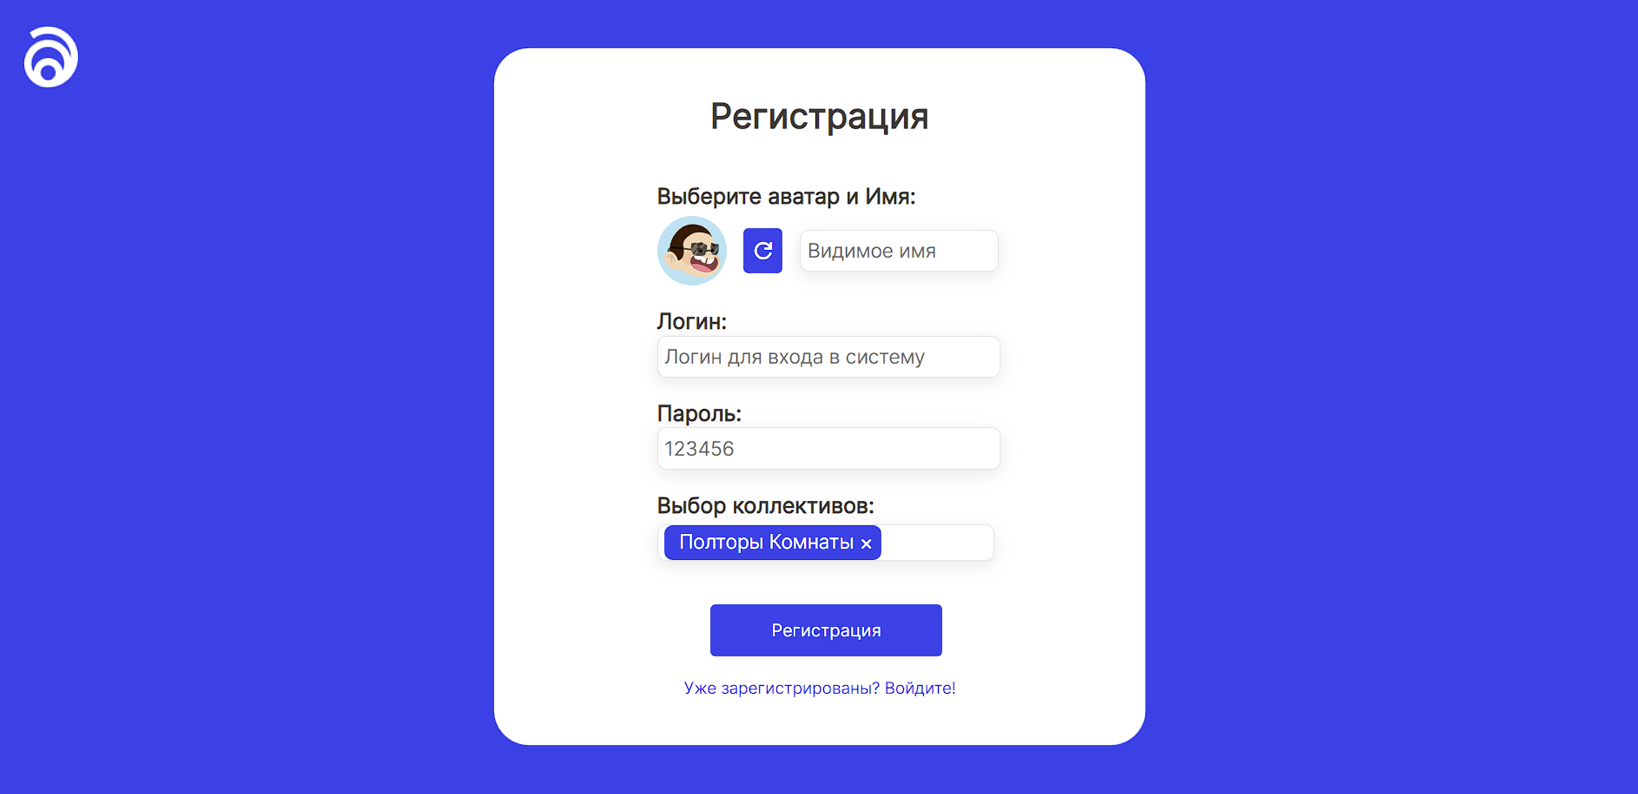 Регистрация
Выберите аватар и Имя:
Видимое имя
Логин:
Логин для входа в систему
Пароль:
123456
Выбор коллективов:
Полторы Комнаты ×
Регистрация
Уже зарегистрированы? Войдите!